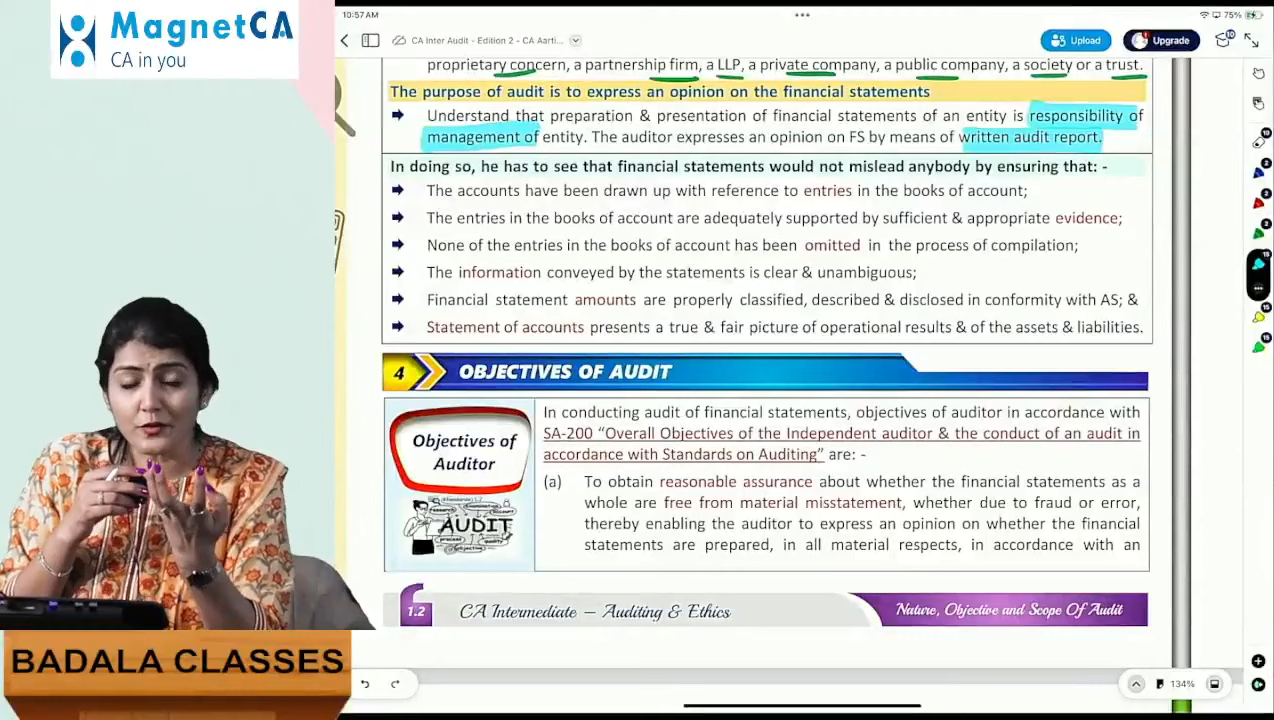 MagnetCA
CA in you
10:57 AM
75%
CA Inter Audit - Edition 2 - CA Aarti...
Upload
Upgrade
proprietary concern, a partnership firm, a LLP, a private company, a public company, a society or a trust.
The purpose of audit is to express an opinion on the financial statements
Understand that preparation & presentation of financial statements of an entity is responsibility of
management of entity. The auditor expresses an opinion on FS by means of written audit report.
In doing so, he has to see that financial statements would not mislead anybody by ensuring that: -
The accounts have been drawn up with reference to entries in the books of account;
The entries in the books of account are adequately supported by sufficient & appropriate evidence;
None of the entries in the books of account has been omitted in the process of compilation;
The information conveyed by the statements is clear & unambiguous;
Financial statement amounts are properly classified, described & disclosed in conformity with AS; &
Statement of accounts presents a true & fair picture of operational results & of the assets & liabilities.
4 OBJECTIVES OF AUDIT
Objectives of
Auditor
AUDIT
In conducting audit of financial statements, objectives of auditor in accordance with
SA-200 “Overall Objectives of the Independent auditor & the conduct of an audit in
accordance with Standards on Auditing” are: -
(a) To obtain reasonable assurance about whether the financial statements as a
whole are free from material misstatement, whether due to fraud or error,
thereby enabling the auditor to express an opinion on whether the financial
statements are prepared, in all material respects, in accordance with an
1.2 CA Intermediate – Auditing & Ethics Nature, Objective and Scope Of Audit
BADALA CLASSES
134%